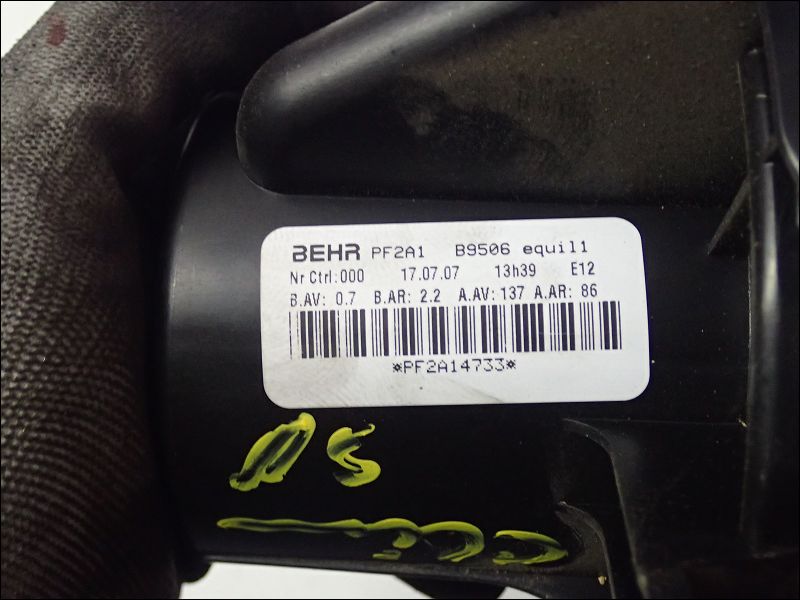 BEHR PF2A1 B9506 equil1
Nr Ctrl:000 17.07.07 13h39 E12
B.AV: 0.7 B.AR: 2.2 A.AV: 137 A.AR: 86
*PF2A14733*